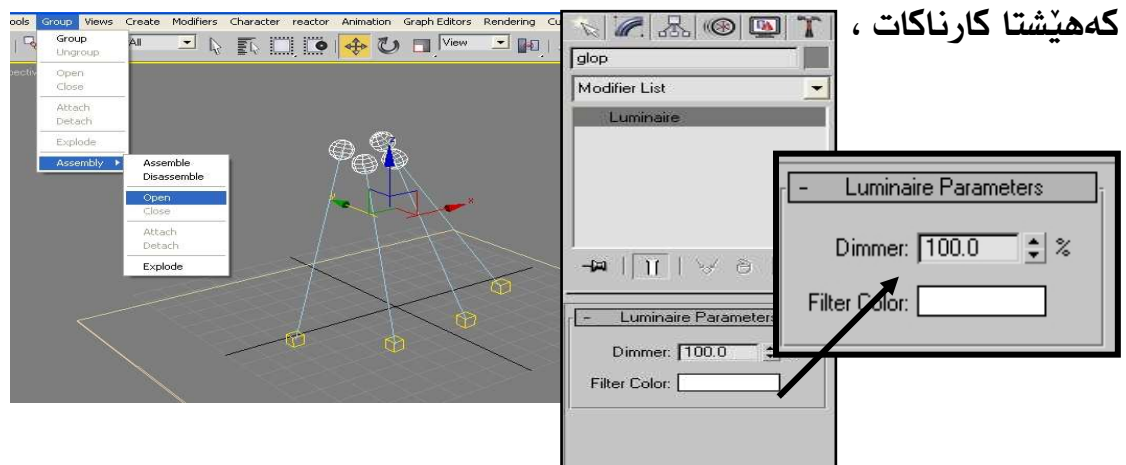 کەهێشتا کارناکات ،
ools Group Views Create Modifiers Character reactor Animation Graph Editors Rendering Cu
All
View
Group
Ungroup
Open
Close
Attach
Detach
Explode
Assembly
Assemble
Disassemble
Open
Close
Attach
Detach
Explode
x
glop
Modifier List
Luminaire
- Luminaire Parameters
Dimmer: 100.0
Filter Color:
- Luminaire Parameters
Dimmer: 100.0 %
Filter Color: